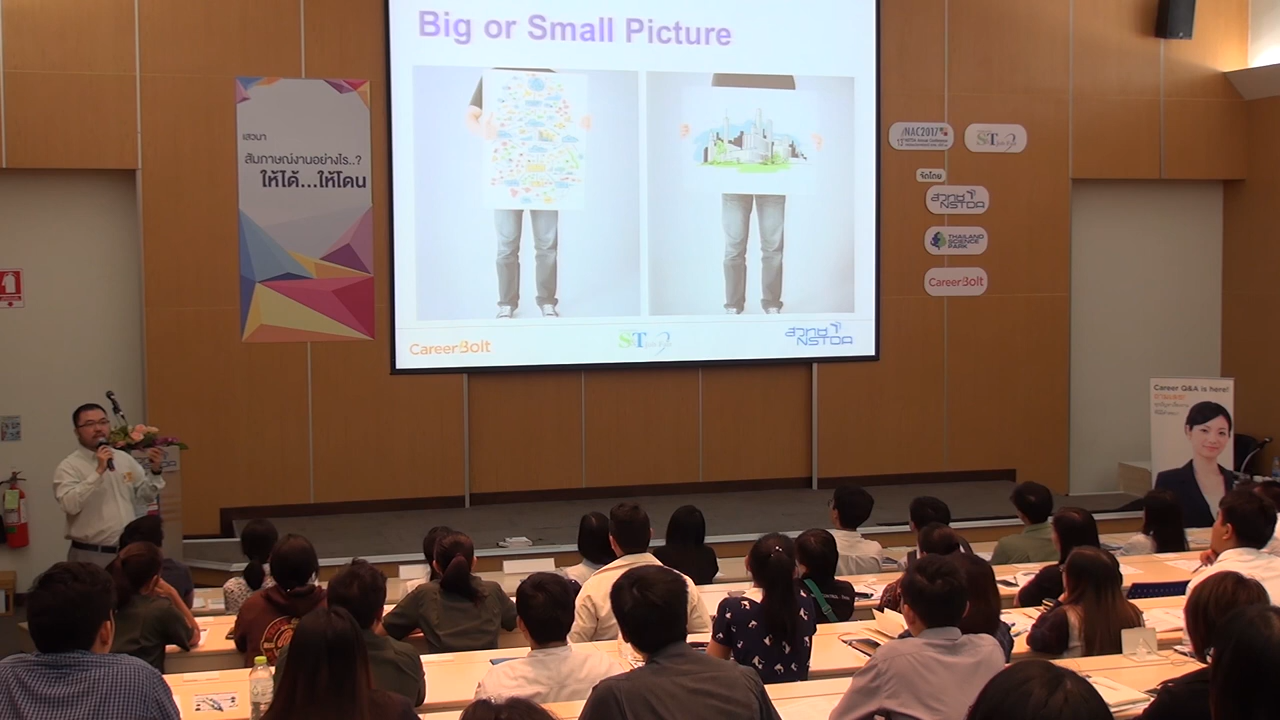 Big or Small Picture
เสวนา
สัมภาษณ์งานอย่างไร..?
ให้ได้...ให้โดน
CareerBolt
S&T
สวทช
NSTDA
NAC2017
S&T
จัดโดย
สวทช
NSTDA
THAILAND
SCIENCE
PARK
CareerBolt
Career Q&A is here!
NSTDA